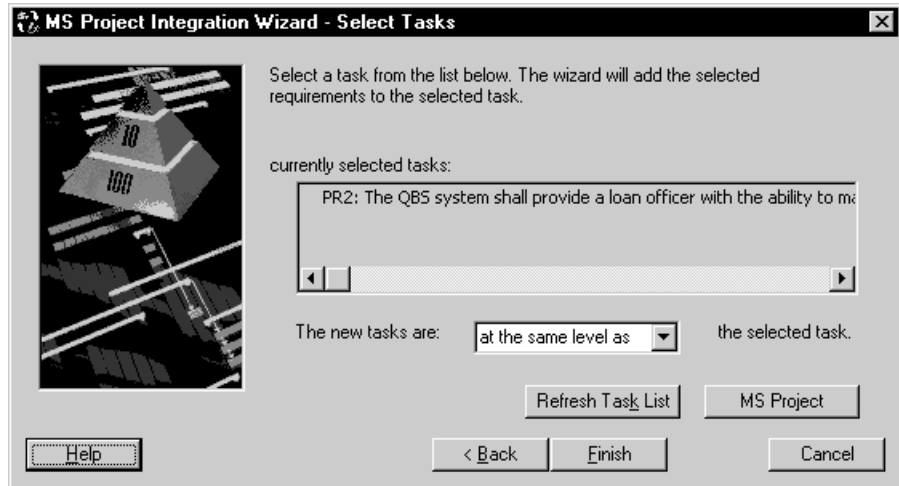 MS Project Integration Wizard - Select Tasks
Select a task from the list below. The wizard will add the selected
requirements to the selected task.
10
100
currently selected tasks:
PR2: The QBS system shall provide a loan officer with the ability to ma
The new tasks are: at the same level as the selected task.
Refresh Task List MS Project
Help < Back Finish Cancel